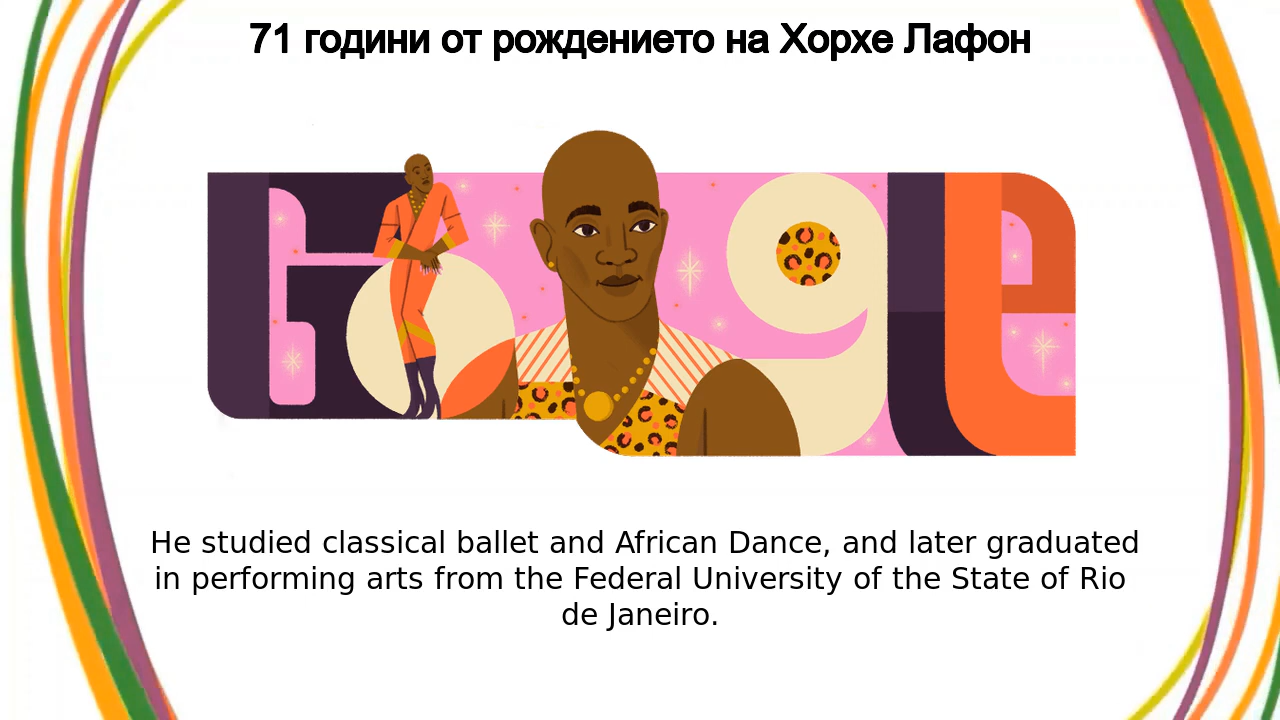 71 години от рождението на Хорхе Лафон
Google
He studied classical ballet and African Dance, and later graduated
in performing arts from the Federal University of the State of Rio
de Janeiro.